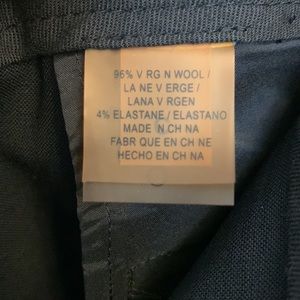 96% V RG N WOOL /
LA NE V ERGE /
LANA V RGEN
4% ELASTANE / ELASTANO
MADE N CH NA
FABR QUE EN CH NE
HECHO EN CH NA